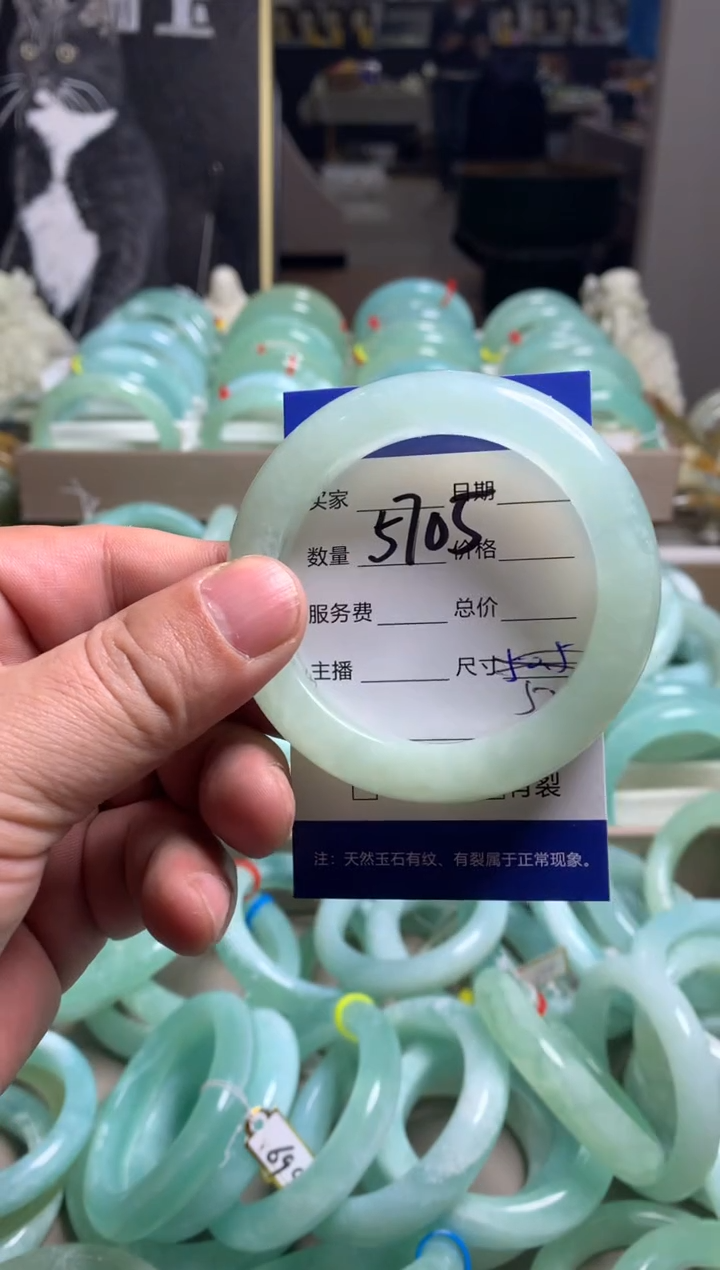 买家 日期
5705
数量 价格
服务费 总价
主播 尺寸
有裂
注：天然玉石有纹、有裂属于正常现象。
690